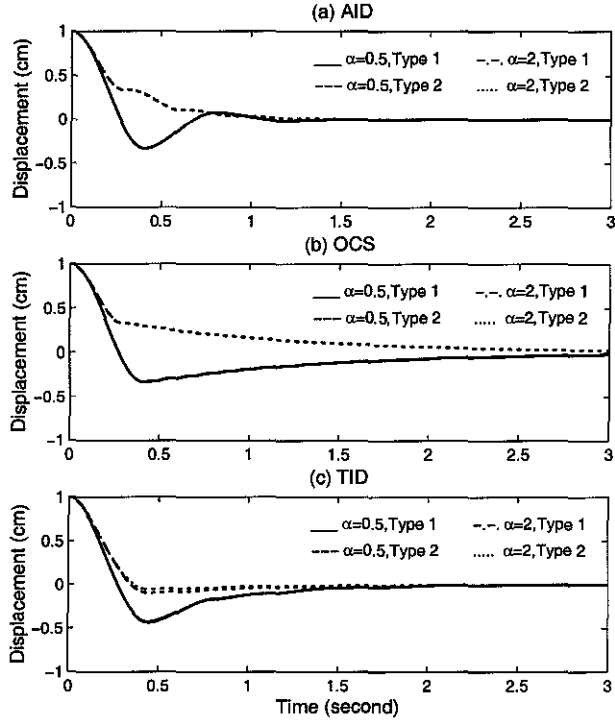 (a) AID
Displacement (cm)
1
0.5
0
−0.5
−1
α=0.5,Type 1
α=2,Type 1
α=0.5,Type 2
α=2,Type 2
0 0.5 1 1.5 2 2.5 3
(b) OCS
Displacement (cm)
1
0.5
0
−0.5
−1
α=0.5,Type 1
α=2,Type 1
α=0.5,Type 2
α=2,Type 2
0 0.5 1 1.5 2 2.5 3
(c) TID
Displacement (cm)
1
0.5
0
−0.5
−1
α=0.5,Type 1
α=2,Type 1
α=0.5,Type 2
α=2,Type 2
0 0.5 1 1.5 2 2.5 3
Time (second)